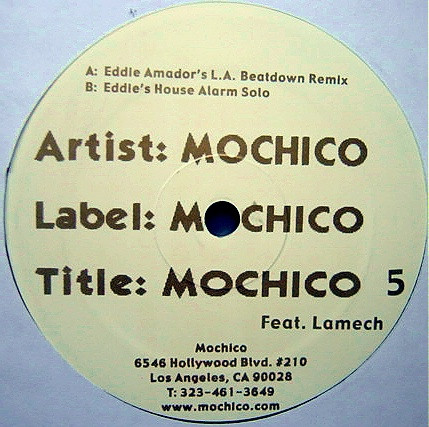 A: Eddie Amador's L.A. Beatdown Remix
B: Eddie's House Alarm Solo
Artist: MOCHICO
Label: MOCHICO
Title: MOCHICO 5
Feat. Lamech
Mochico
6546 Hollywood Blvd. #210
Los Angeles, CA 90028
T: 323-461-3649
www.mochico.com